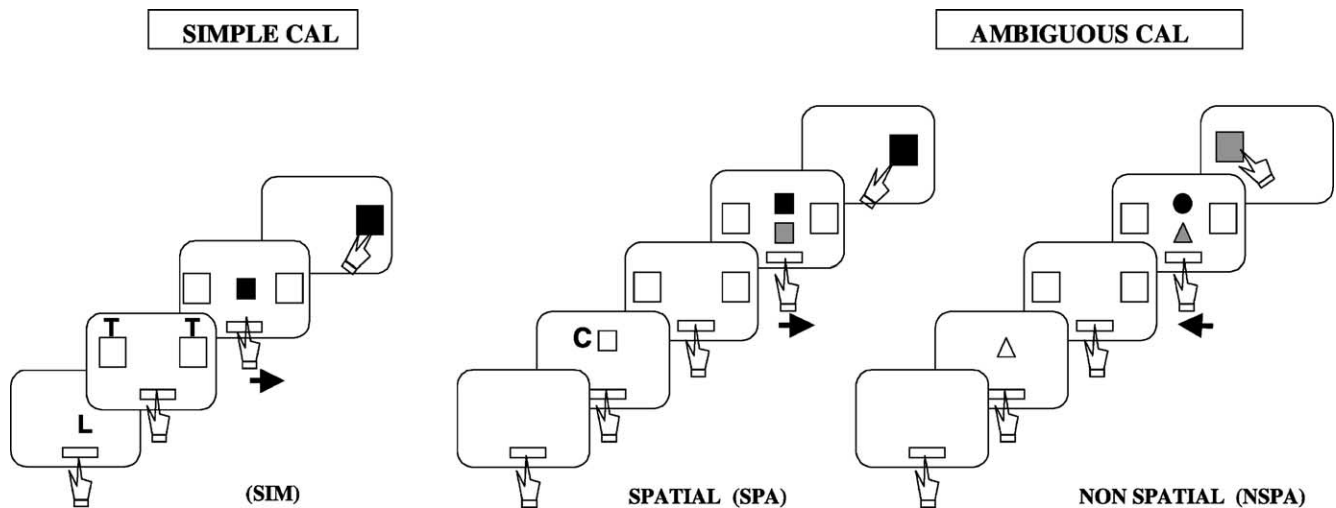 SIMPLE CAL
AMBIGUOUS CAL
T T
L
C
(SIM)
SPATIAL (SPA)
NON SPATIAL (NSPA)